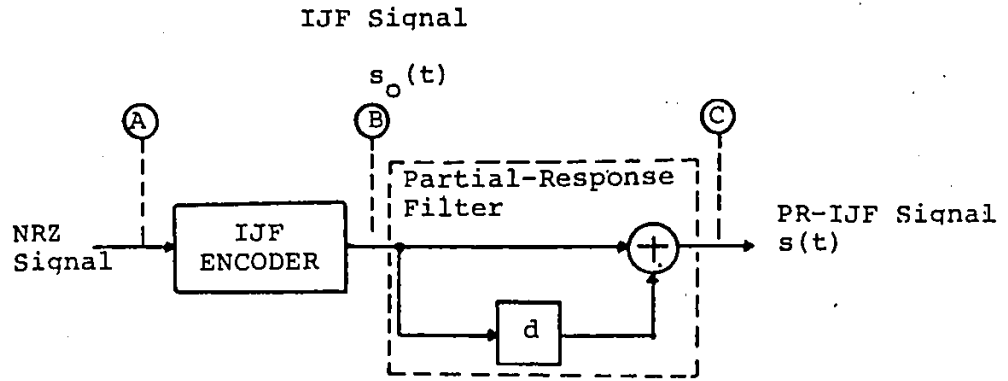 IJF Signal
s_o(t)
A
B
C
Partial-Response
Filter
NRZ
Signal
IJF
ENCODER
+
PR-IJF Signal
s(t)
d